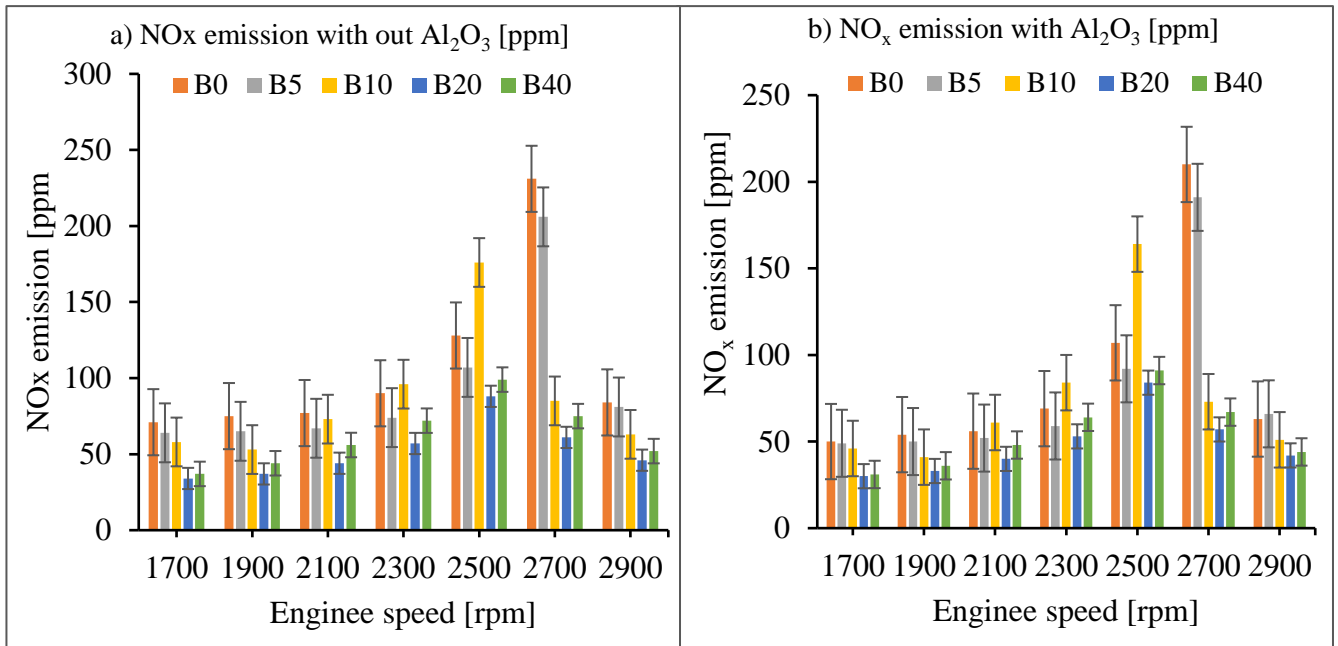 a) NOx emission with out Al₂O₃ [ppm]
300
B0 B5 B10 B20 B40
250
200
150
100
50
0
NOx emission [ppm
1700 1900 2100 2300 2500 2700 2900
Enginee speed [rpm]
b) NOₓ emission with Al₂O₃ [ppm]
B0 B5 B10 B20 B40
250
200
150
100
50
0
NOₓ emission [ppm]
1700 1900 2100 2300 2500 2700 2900
Enginee speed [rpm]